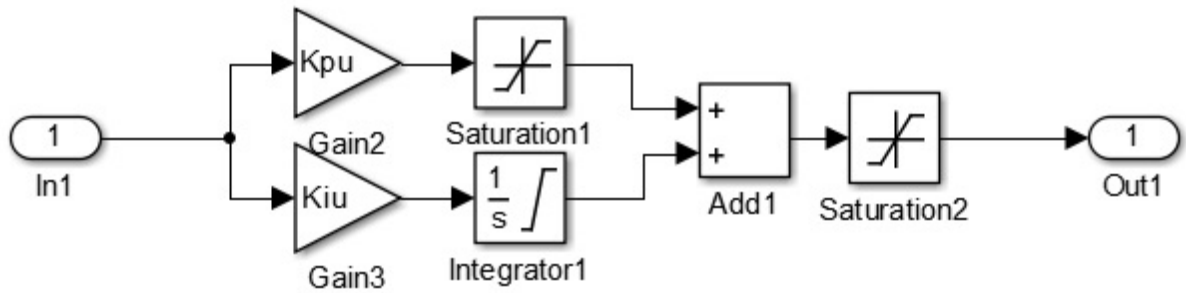 Kpu
Gain2
Saturation1
1
In1
Kiu
Gain3
1
s
Integrator1
+
+
Add1
Saturation2
1
Out1